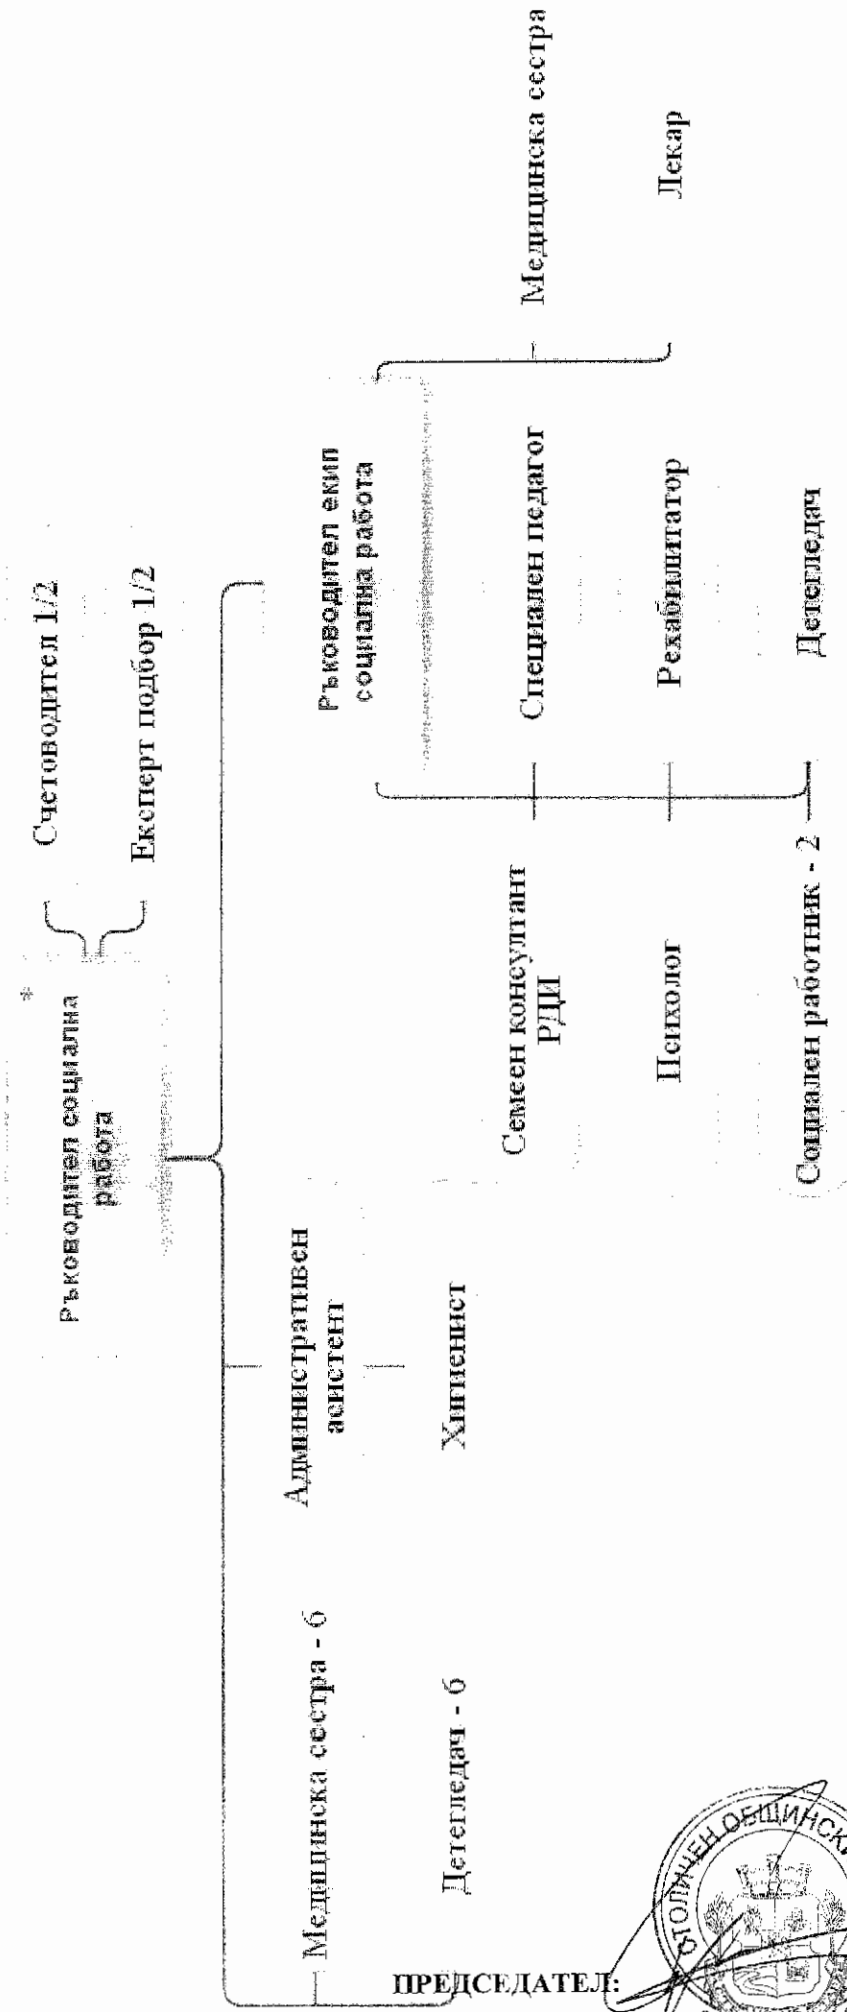 *
Ръководител социална
работа
Счетоводител 1/2
Експерт подбор 1/2
Медицинска сестра - 6
Детегледач - 6
Административен
асистент
Хигиенист
Ръководител екип
социална работа
Семеен консултант
РДИ
Психолог
Социален работник - 2
Специален педагог
Рехабилитатор
Детегледач
Медицинска сестра
Лекар
ПРЕДСЕДАТЕЛ:
СТОЛИЧЕН ОБЩИНСКИ